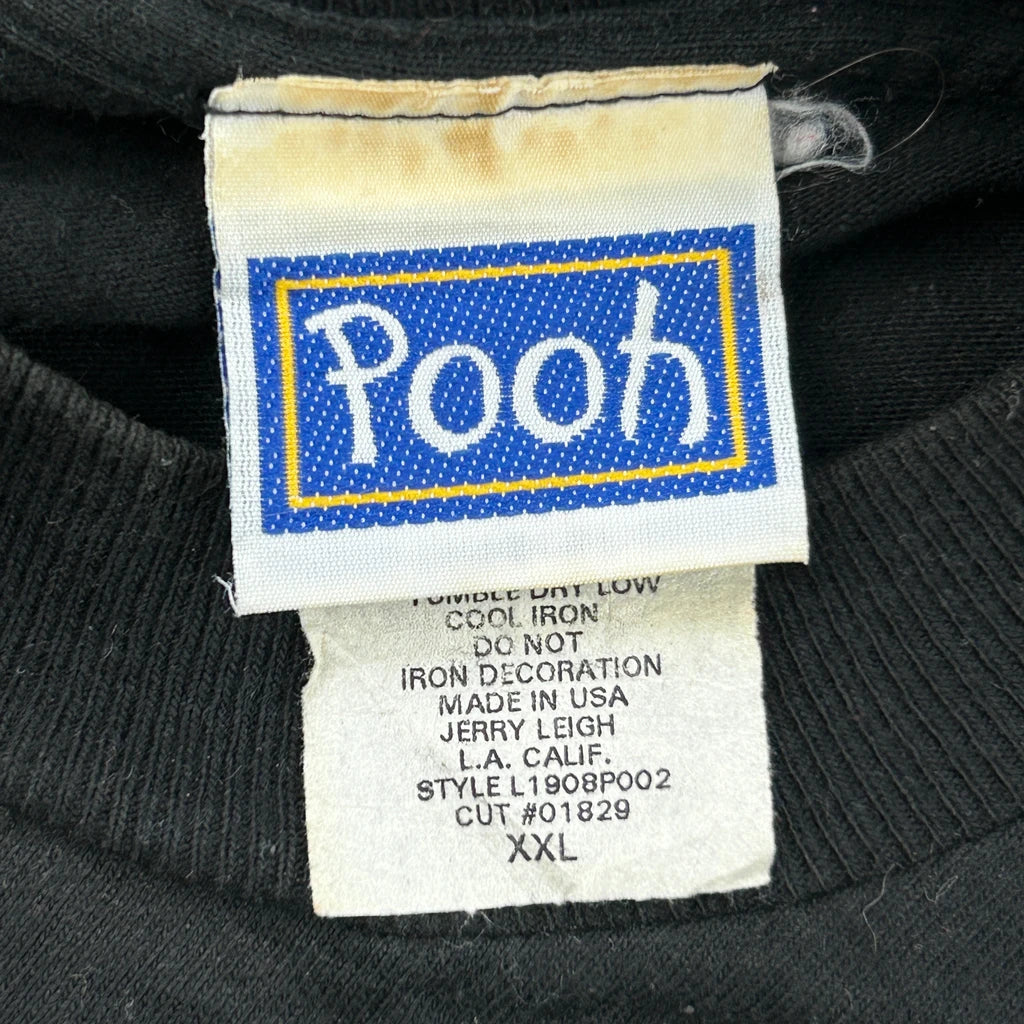 Pooh
TUMBLE DRY LOW
COOL IRON
DO NOT
IRON DECORATION
MADE IN USA
JERRY LEIGH
L.A. CALIF.
STYLE L1908P002
CUT #01829
XXL